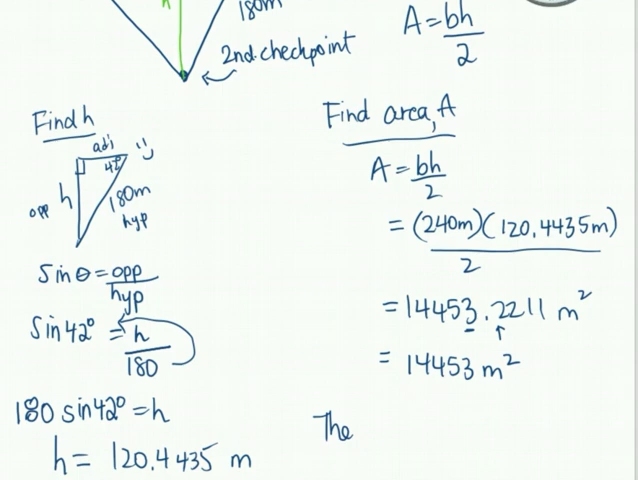 h
180m
2nd checkpoint
A = bh/2
Find h
adj
42°
opp h 180m
hyp
Sin θ = opp/hyp
Sin 42° = h/180
180 sin 42° = h
h = 120.4435 m
Find area, A
A = bh/2
= (240m)(120.4435m)/2
= 14453.2211 m²
= 14453 m²
The